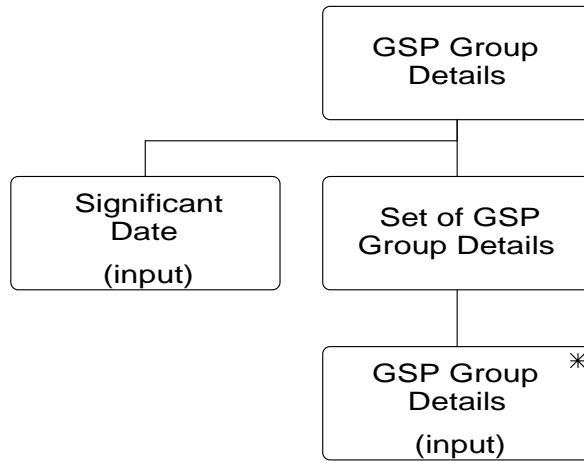 GSP Group
Details
Significant
Date
(input)
Set of GSP
Group Details
GSP Group
Details
(input)
*